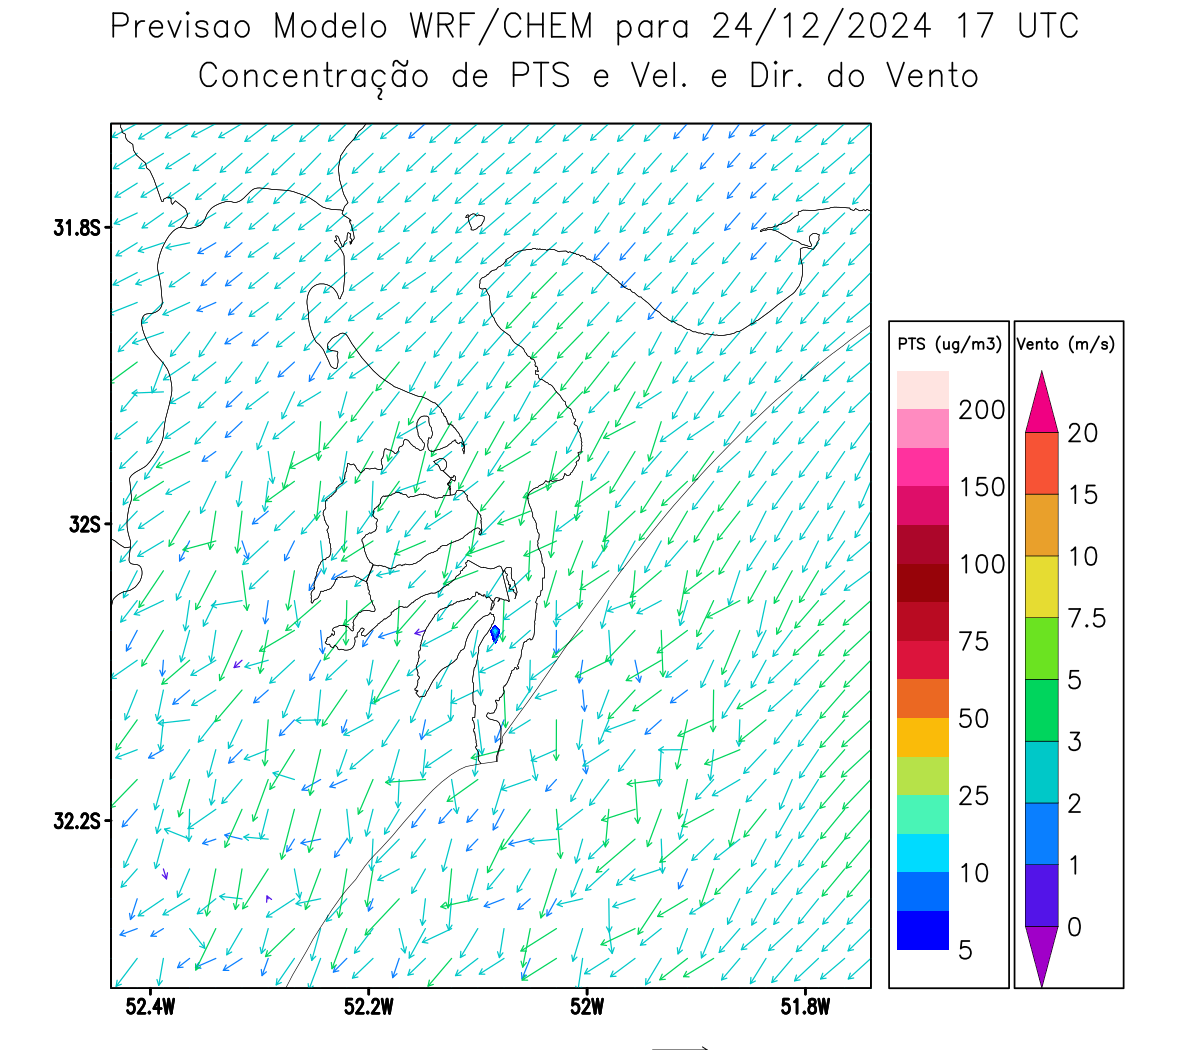 Previsao Modelo WRF/CHEM para 24/12/2024 17 UTC
Concentração de PTS e Vel. e Dir. do Vento
31.8S
32S
32.2S
52.4W 52.2W 52W 51.8W
PTS (ug/m3)
200
150
100
75
50
25
10
5
Vento (m/s)
20
15
10
7.5
5
3
2
1
0